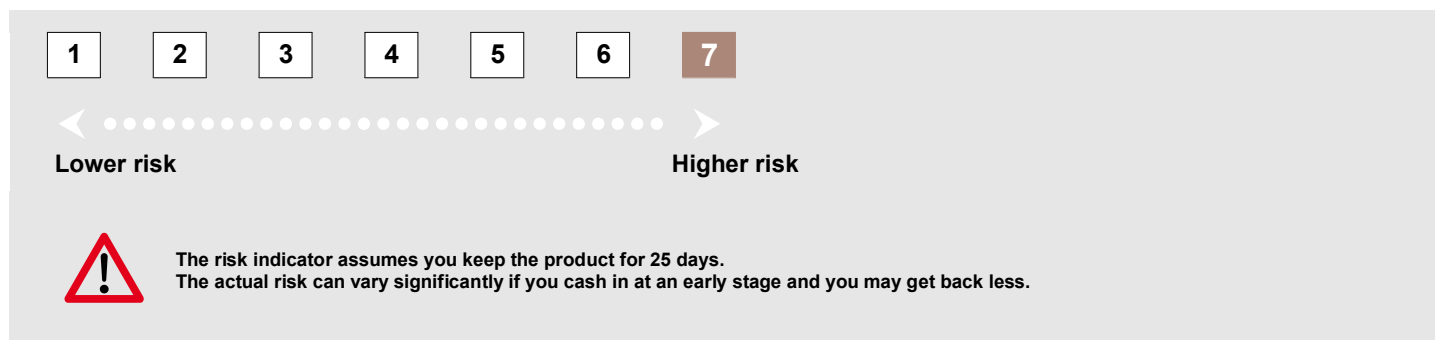 1 2 3 4 5 6 7
Lower risk Higher risk
The risk indicator assumes you keep the product for 25 days.
The actual risk can vary significantly if you cash in at an early stage and you may get back less.